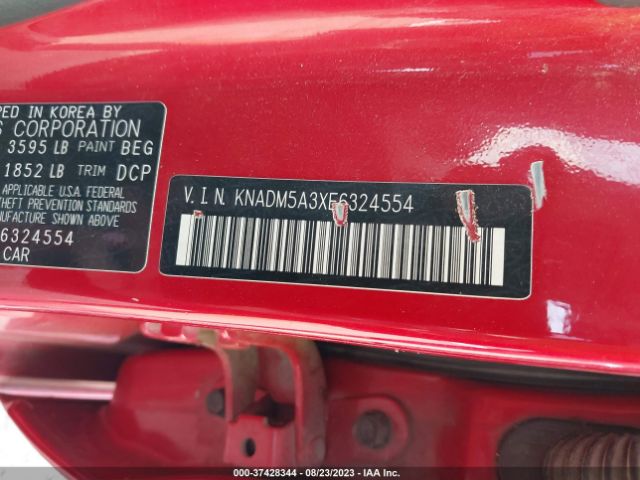 PED IN KOREA BY
S CORPORATION
3595 LB PAINT BEG
1852 LB TRIM DCP
APPLICABLE U.S.A. FEDERAL
THEFT PREVENTION STANDARDS
MANUFACTURE SHOWN ABOVE
6324554
CAR
V.I.N. KNADM5A3XE6324554
000-37428344 - 08/23/2023 - IAA Inc.